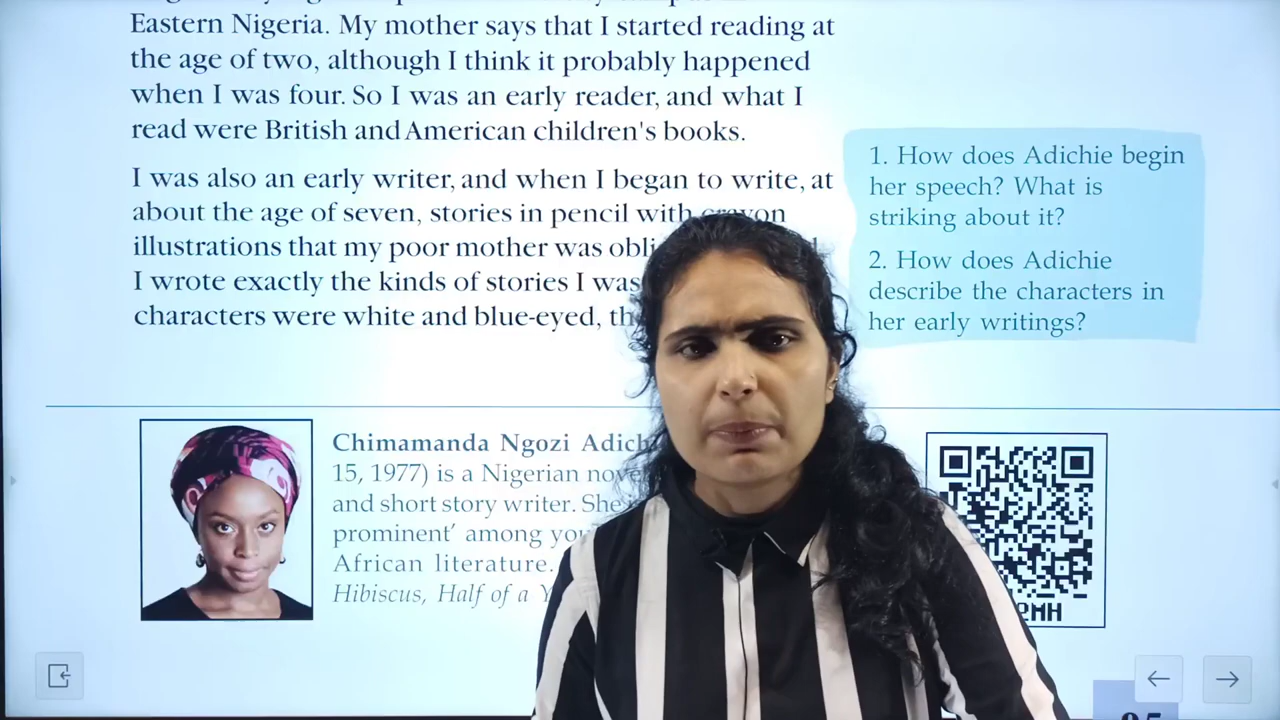 Eastern Nigeria. My mother says that I started reading at
the age of two, although I think it probably happened
when I was four. So I was an early reader, and what I
read were British and American children's books.
I was also an early writer, and when I began to write, at
about the age of seven, stories in pencil with crayon
illustrations that my poor mother was
I wrote exactly the kinds of stories I was
characters were white and blue-eyed,
1. How does Adichie begin
her speech? What is
striking about it?
2. How does Adichie
describe the characters in
her early writings?
Chimamanda Ngozi
15, 1977) is a Nigerian
and short story writer. She
prominent' among
African literature.
Hibiscus, Half of a